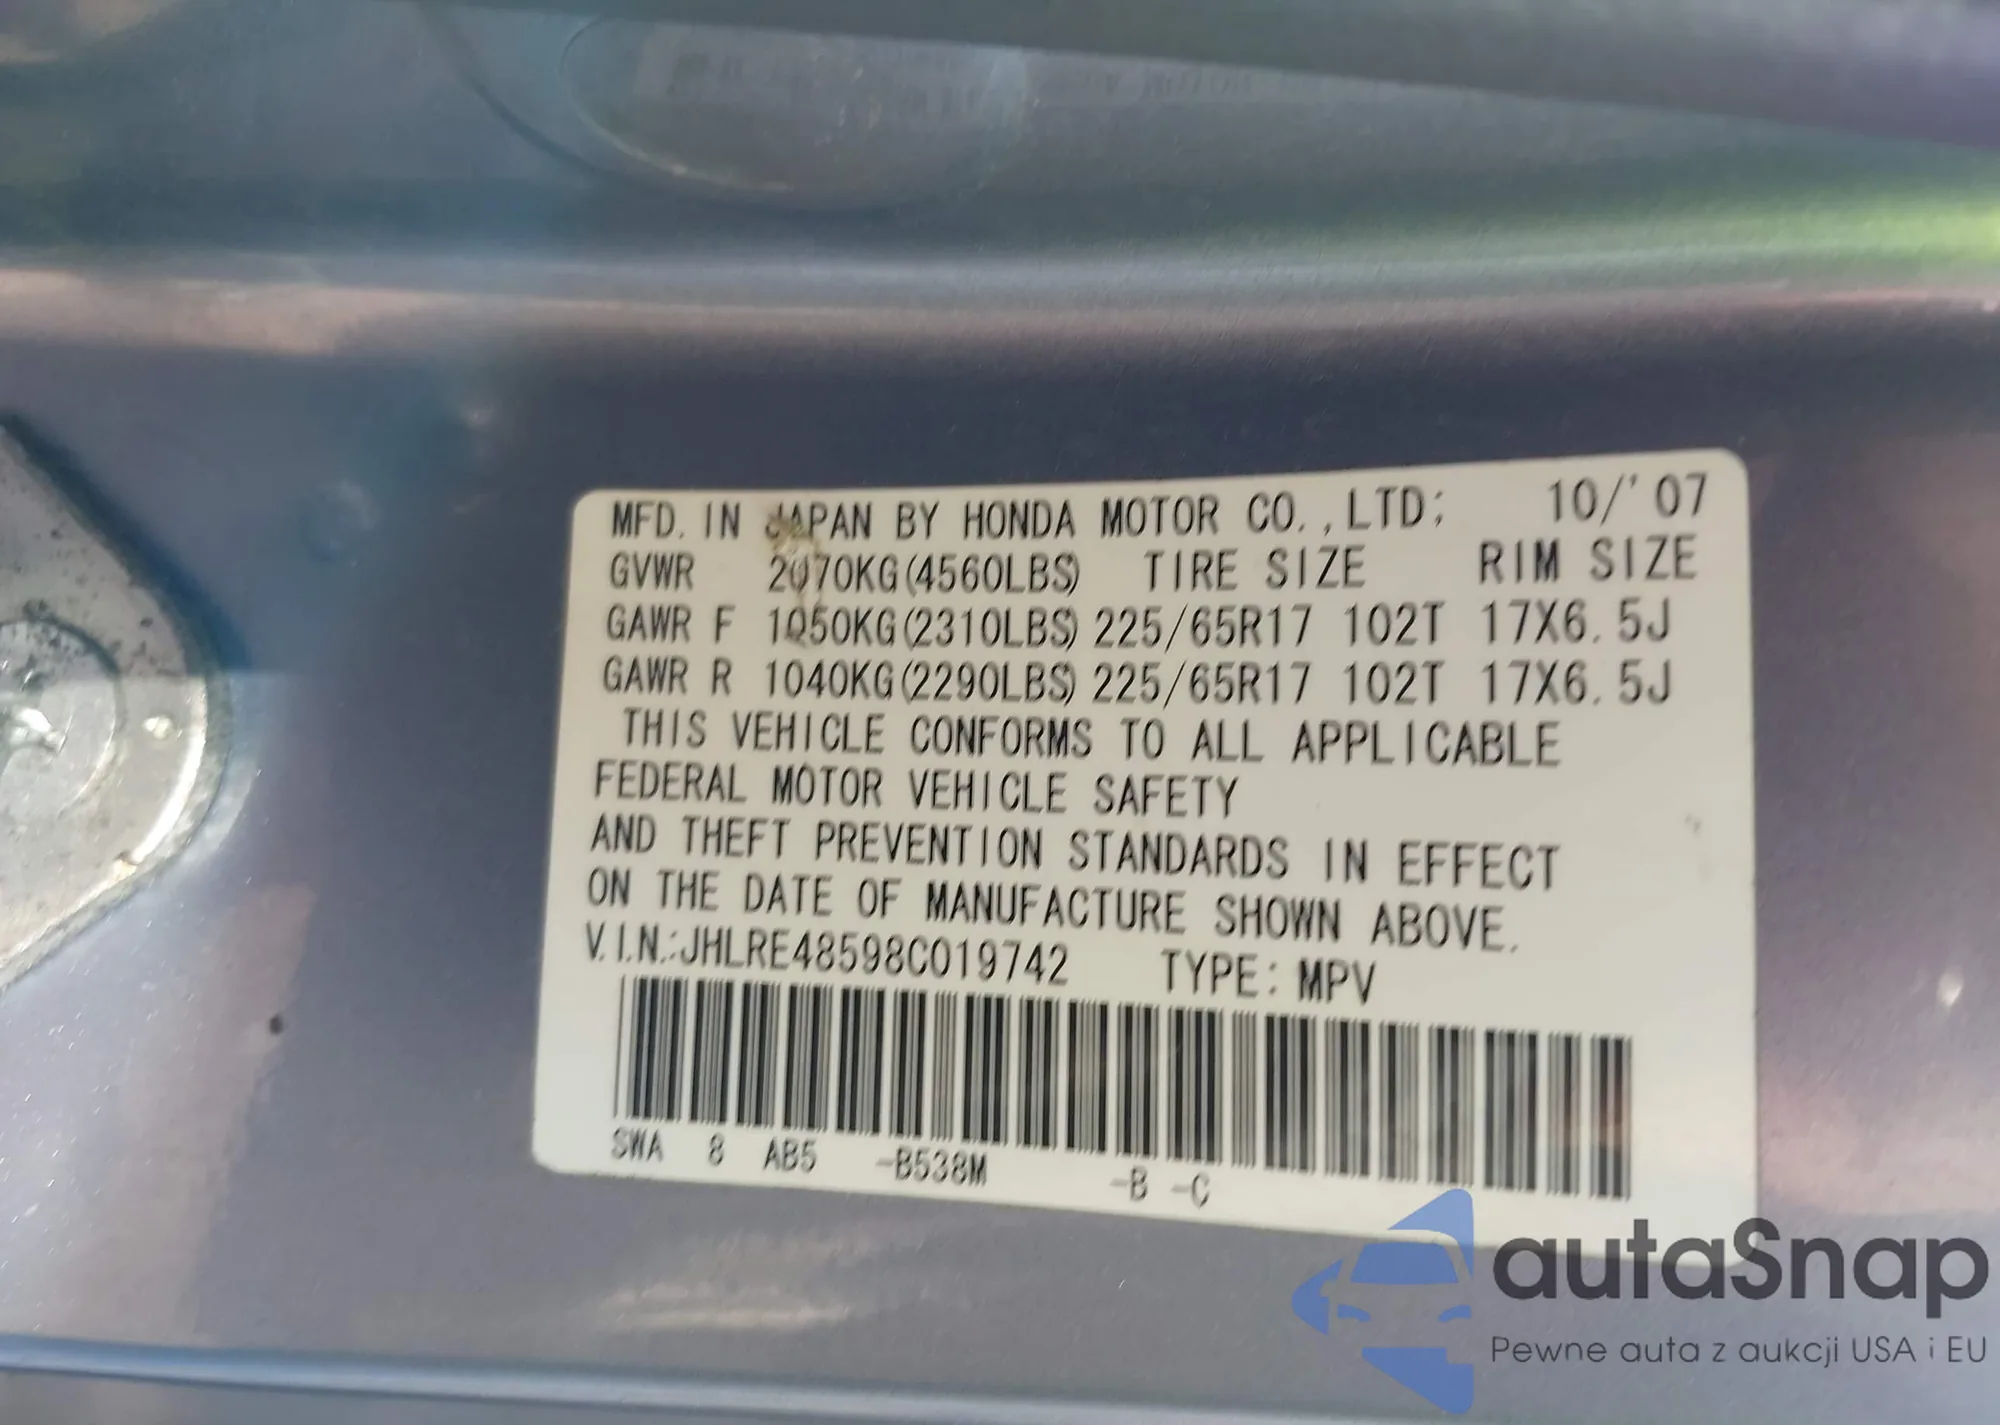 MFD. IN JAPAN BY HONDA MOTOR CO.,LTD; 10/'07
GVWR 2070KG(4560LBS) TIRE SIZE RIM SIZE
GAWR F 1050KG(2310LBS) 225/65R17 102T 17X6.5J
GAWR R 1040KG(2290LBS) 225/65R17 102T 17X6.5J
THIS VEHICLE CONFORMS TO ALL APPLICABLE
FEDERAL MOTOR VEHICLE SAFETY
AND THEFT PREVENTION STANDARDS IN EFFECT
ON THE DATE OF MANUFACTURE SHOWN ABOVE.
V.I.N.:JHLRE48598C019742 TYPE: MPV
SWA 8 AB5 -B538M -B -C
autaSnap
Pewne auta z aukcji USA i EU